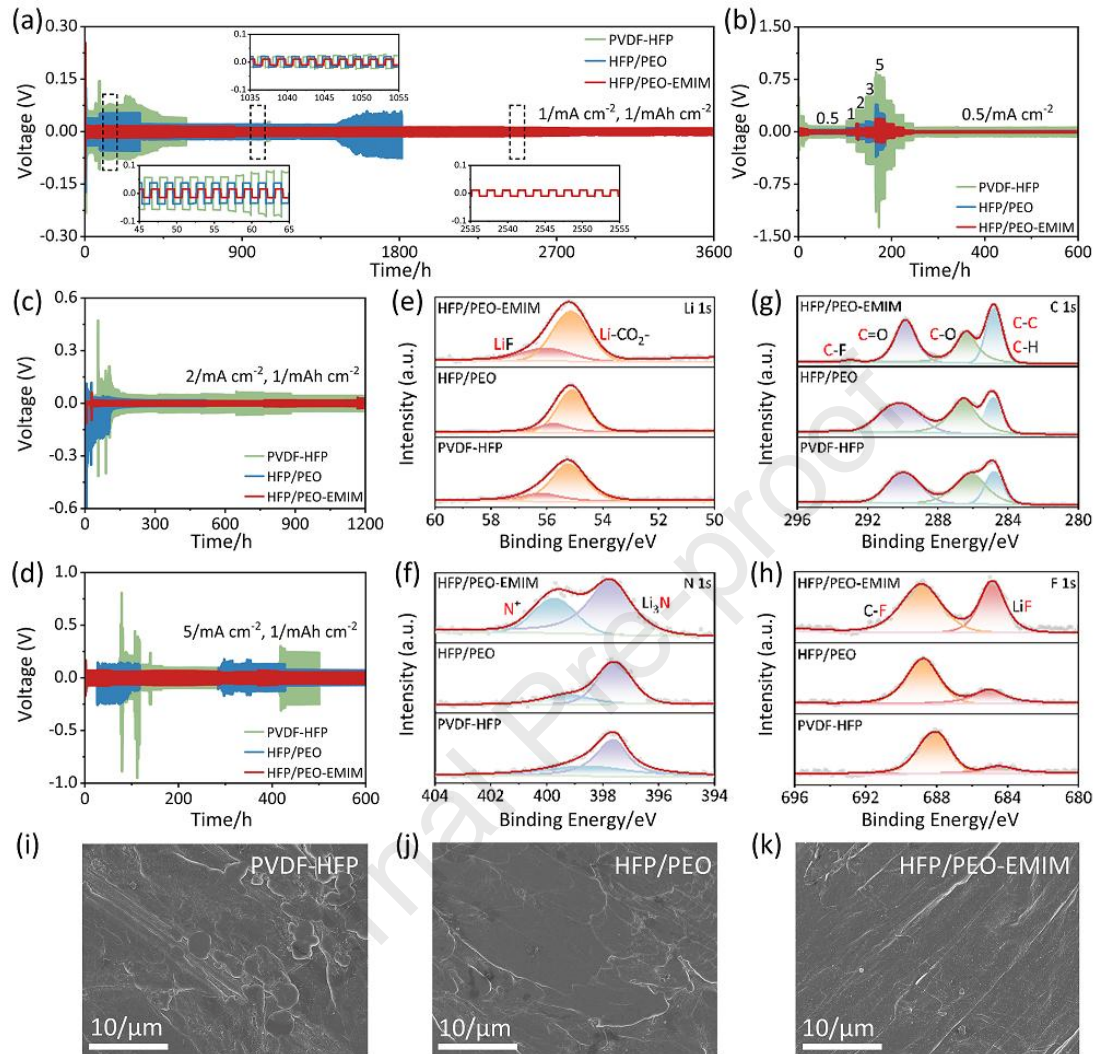 (a)
0.30
0.15
0.00
-0.15
-0.30
Voltage (V)
0 900 1800 2700 3600
Time/h
PVDF-HFP
HFP/PEO
HFP/PEO-EMIM
1/mA cm⁻², 1/mAh cm⁻²
0.1
0.0
-0.1
1035 1040 1045 1050 1055
0.1
0.0
-0.1
45 50 55 60 65
0.1
0.0
-0.1
2535 2540 2545 2550 2555
(b)
1.50
0.75
0.00
-0.75
-1.50
Voltage (V)
0.5 1 2 3 5
0.5/mA cm⁻²
PVDF-HFP
HFP/PEO
HFP/PEO-EMIM
0 200 400 600
Time/h
(c)
0.6
0.3
0.0
-0.3
-0.6
Voltage (V)
2/mA cm⁻², 1/mAh cm⁻²
PVDF-HFP
HFP/PEO
HFP/PEO-EMIM
0 300 600 900 1200
Time/h
(e)
Intensity (a.u.)
HFP/PEO-EMIM Li 1s
LiF Li-CO₂-
HFP/PEO
PVDF-HFP
60 58 56 54 52 50
Binding Energy/eV
(g)
Intensity (a.u.)
HFP/PEO-EMIM C 1s
C-F C=O C-O C-C
C-H
HFP/PEO
PVDF-HFP
296 292 288 284 280
Binding Energy/eV
(d)
1.0
0.5
0.0
-0.5
-1.0
Voltage (V)
5/mA cm⁻², 1/mAh cm⁻²
PVDF-HFP
HFP/PEO
HFP/PEO-EMIM
0 200 400 600
Time/h
(f)
Intensity (a.u.)
HFP/PEO-EMIM N 1s
N⁺ Li₃N
HFP/PEO
PVDF-HFP
404 400 398 396 394
Binding Energy/eV
(h)
Intensity (a.u.)
HFP/PEO-EMIM F 1s
C-F LiF
HFP/PEO
PVDF-HFP
696 692 688 684 680
Binding Energy/eV
(i)
PVDF-HFP
10/μm
(j)
HFP/PEO
10/μm
(k)
HFP/PEO-EMIM
10/μm
nal Pre-proof